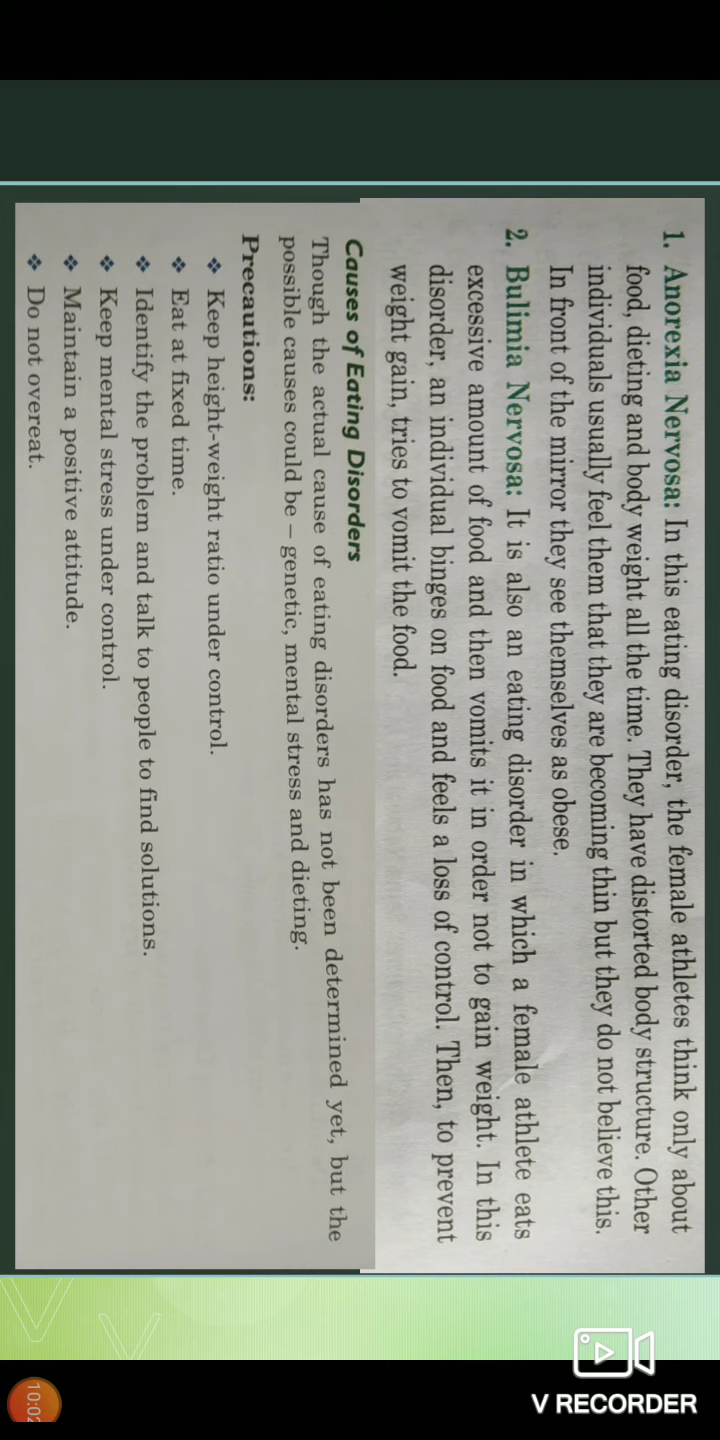 1. Anorexia Nervosa: In this eating disorder, the female athletes think only about
food, dieting and body weight all the time. They have distorted body structure. Other
individuals usually feel them that they are becoming thin but they do not believe this.
In front of the mirror they see themselves as obese.
2. Bulimia Nervosa: It is also an eating disorder in which a female athlete eats
excessive amount of food and then vomits it in order not to gain weight. In this
disorder, an individual binges on food and feels a loss of control. Then, to prevent
weight gain, tries to vomit the food.
Causes of Eating Disorders
Though the actual cause of eating disorders has not been determined yet, but the
possible causes could be – genetic, mental stress and dieting.
Precautions:
❖ Keep height-weight ratio under control.
❖ Eat at fixed time.
❖ Identify the problem and talk to people to find solutions.
❖ Keep mental stress under control.
❖ Maintain a positive attitude.
❖ Do not overeat.
V RECORDER
10:02